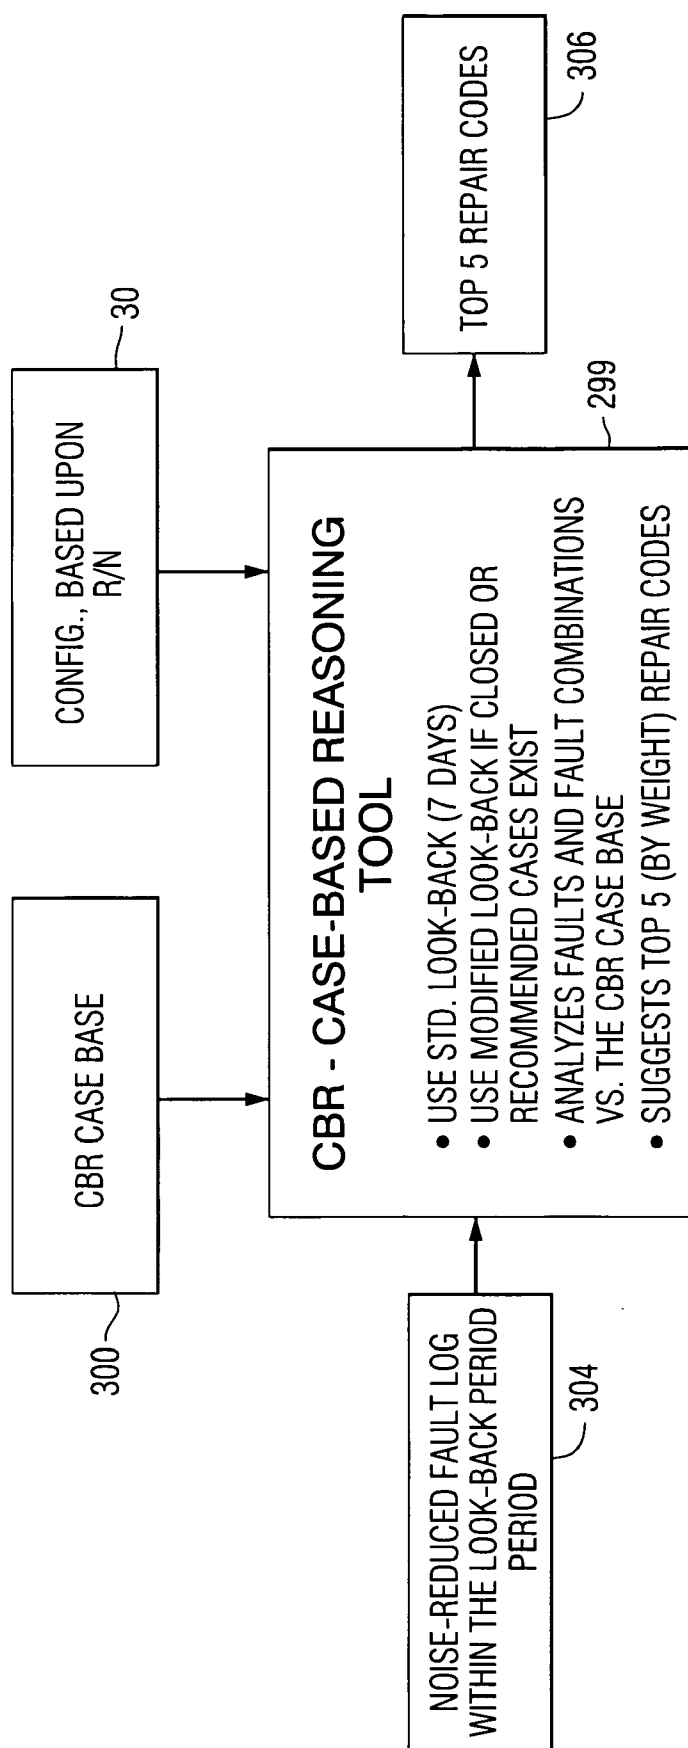 CBR CASE BASE
300
CONFIG., BASED UPON
R/N
30
NOISE-REDUCED FAULT LOG
WITHIN THE LOOK-BACK PERIOD
PERIOD
304
CBR - CASE-BASED REASONING
TOOL
• USE STD. LOOK-BACK (7 DAYS)
• USE MODIFIED LOOK-BACK IF CLOSED OR
RECOMMENDED CASES EXIST
• ANALYZES FAULTS AND FAULT COMBINATIONS
VS. THE CBR CASE BASE
• SUGGESTS TOP 5 (BY WEIGHT) REPAIR CODES
299
TOP 5 REPAIR CODES
306